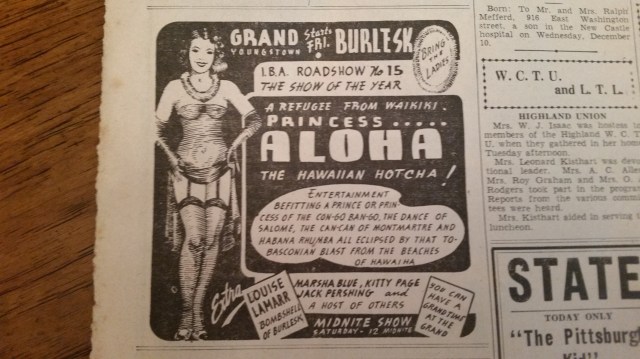 GRAND Starts FRI. BURLESK
YOUNGSTOWN
BRING
THE
LADIES
I.B.A. ROADSHOW No 15
THE SHOW OF THE YEAR
A REFUGEE FROM WAIKIKI.
PRINCESS.....
ALOHA
THE HAWAIIAN HOTCHA!
ENTERTAINMENT
BEFITTING A PRINCE OR PRIN-
CESS OF THE CON-GO BAN-GO, THE DANCE OF
SALOME, THE CAN-CAN OF MONTMARTRE AND
HABANA RHUMBA ALL ECLIPSED BY THAT TO-
BASCONIAN BLAST FROM THE BEACHES
OF HAWAIHA
Extra
LOUISE
LAMARR
BOMBSHELL
OF BURLESK
MARSHA BLUE, KITTY PAGE
JACK PERSHING and
A HOST OF OTHERS
MIDNITE SHOW
SATURDAY-12 MIDNITE
YOU CAN
HAVE A
GRAND TIME
AT THE
GRAND
Born: To Mr. and Mrs. Ralph
Mefferd, 916 East Washington
street, a son in the New Castle
hospital on Wednesday, December
10.
W. C. T. U.
and L. T. L.
HIGHLAND UNION
Mrs. W. J. Isaac was hostess to
members of the Highland W. C. T.
U. when they gathered in her home
Tuesday afternoon.
Mrs. Leonard Kisthart was devo
tional leader. Mrs. A. C. Allen
Mrs. Roy Graham and Mrs. G.
Rodgers took part in the program
Reports from the various commit
tees were heard.
Mrs. Kisthart aided in serving
luncheon.
STATE
TODAY ONLY
"The Pittsburg
Kid"